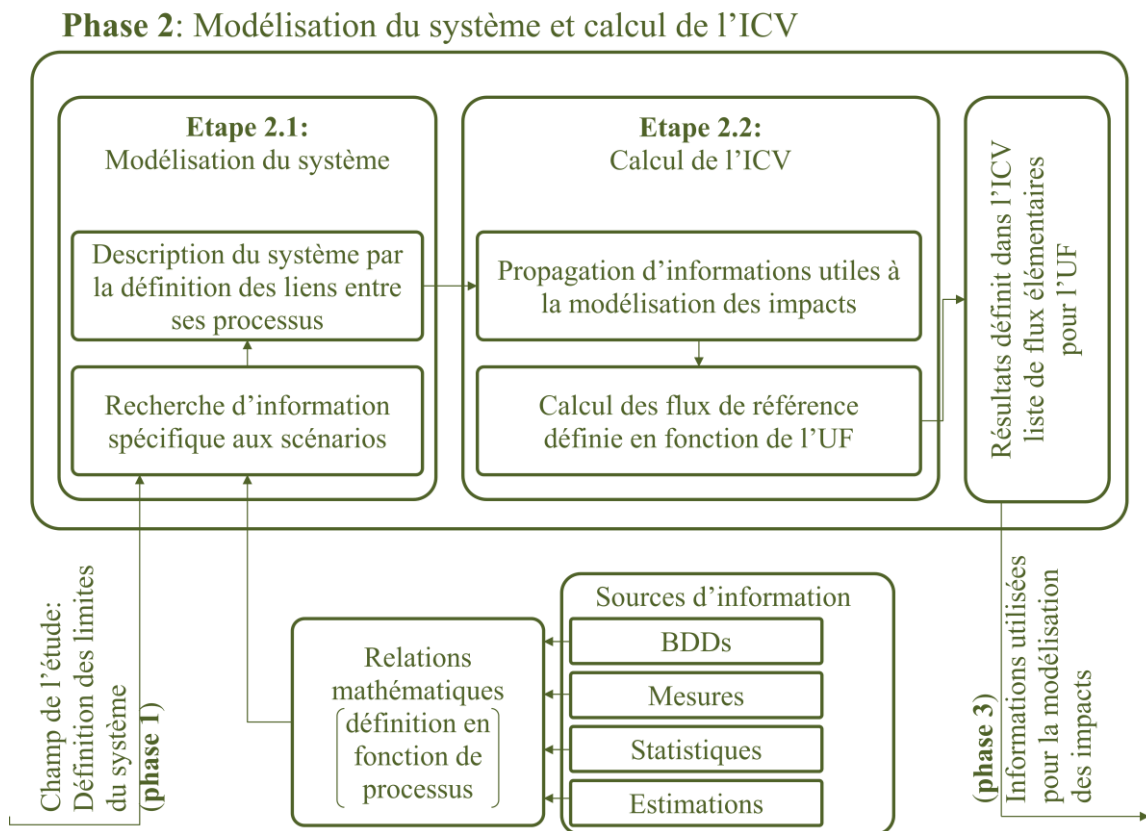 Phase 2: Modélisation du système et calcul de l’ICV
Etape 2.1:
Modélisation du système
Description du système par
la définition des liens entre
ses processus
Recherche d’information
spécifique aux scénarios
Etape 2.2:
Calcul de l’ICV
Propagation d’informations utiles à
la modélisation des impacts
Calcul des flux de référence
définie en fonction de l’UF
Résultats définit dans l’ICV
liste de flux élémentaires
pour l’UF
Champ de l’étude:
Définition des limites
du système
(phase 1)
Relations
mathématiques
définition en
fonction de
processus
Sources d’information
BDDs
Mesures
Statistiques
Estimations
(phase 3)
Informations utilisées
pour la modélisation
des impacts